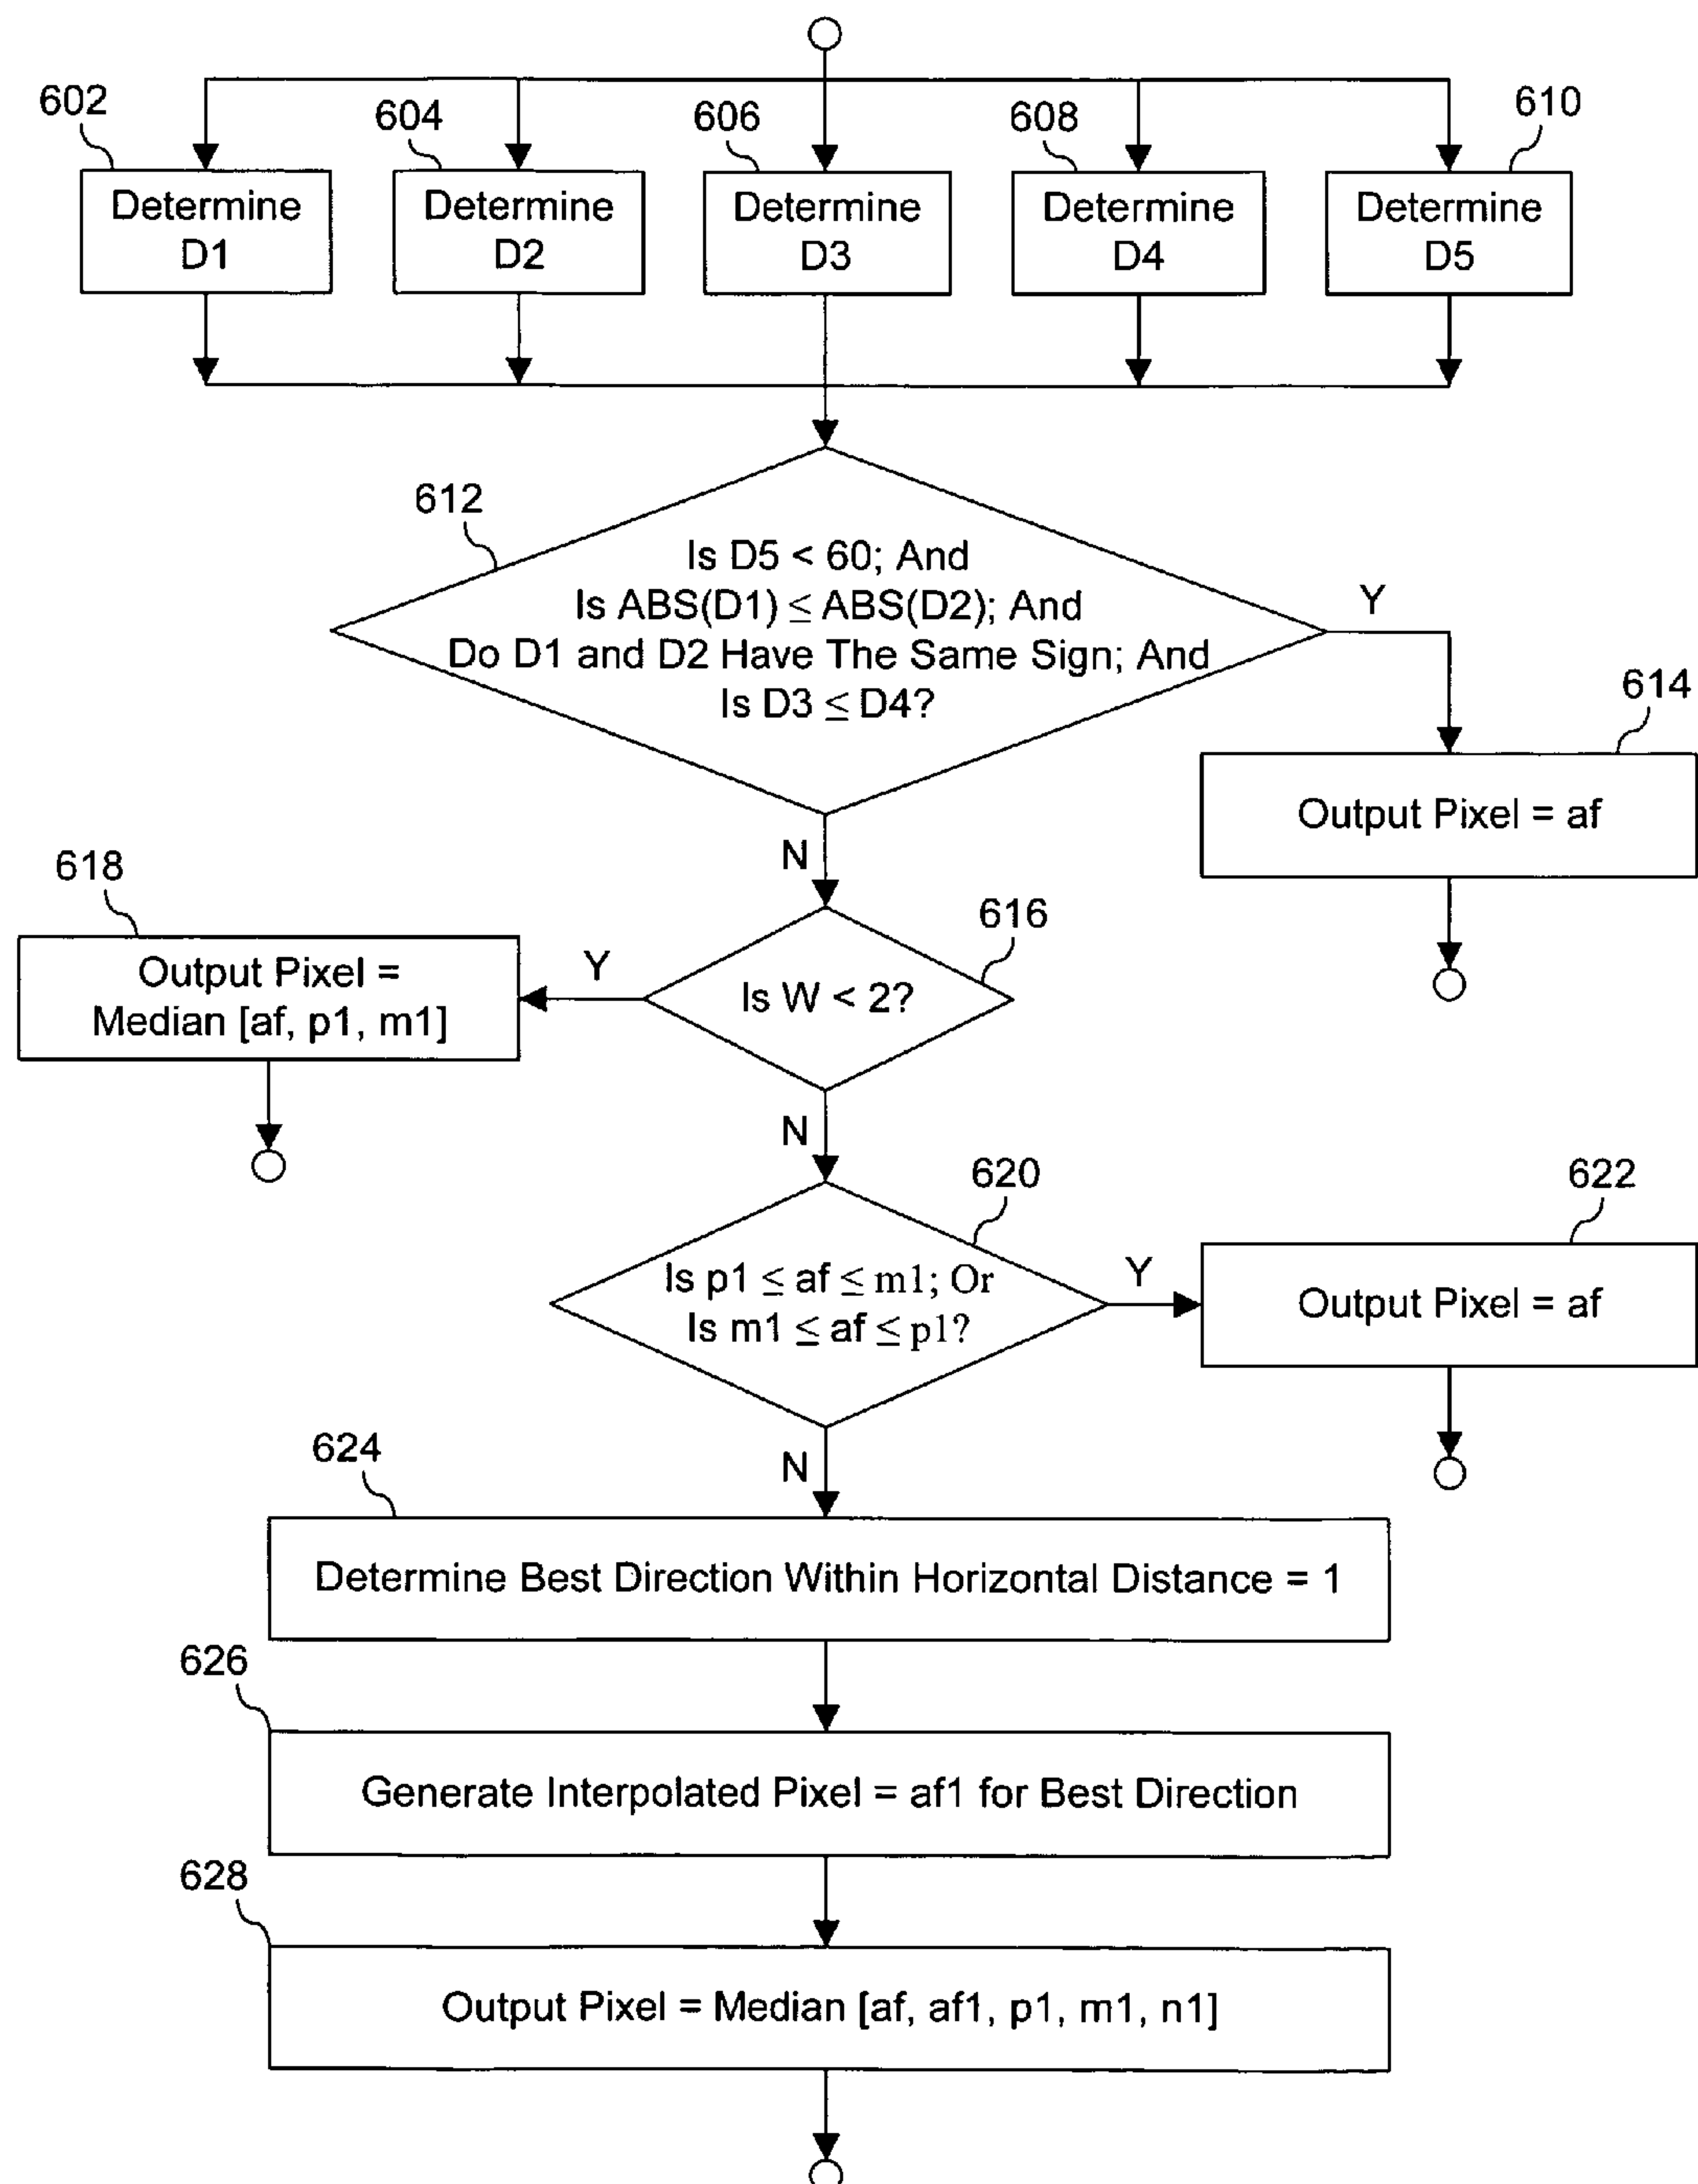 602
604
606
608
610
Determine
D1
Determine
D2
Determine
D3
Determine
D4
Determine
D5
612
Is D5 < 60; And
Is ABS(D1) ≤ ABS(D2); And
Do D1 and D2 Have The Same Sign; And
Is D3 ≤ D4?
Y
614
Output Pixel = af
N
618
616
Output Pixel =
Median [af, p1, m1]
Y
Is W < 2?
N
620
622
Is p1 ≤ af ≤ m1; Or
Is m1 ≤ af ≤ p1?
Y
Output Pixel = af
N
624
Determine Best Direction Within Horizontal Distance = 1
626
Generate Interpolated Pixel = af1 for Best Direction
628
Output Pixel = Median [af, af1, p1, m1, n1]